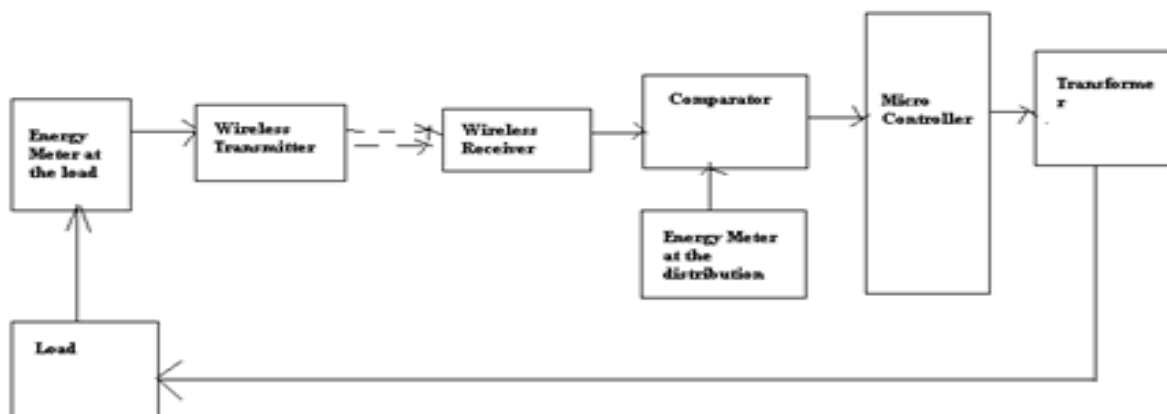 Energy
Meter at
the load
Wireless
Transmitter
Wireless
Receiver
Comparator
Micro
Controller
Transforme
r
.
Energy Meter
at the
distribution
Load